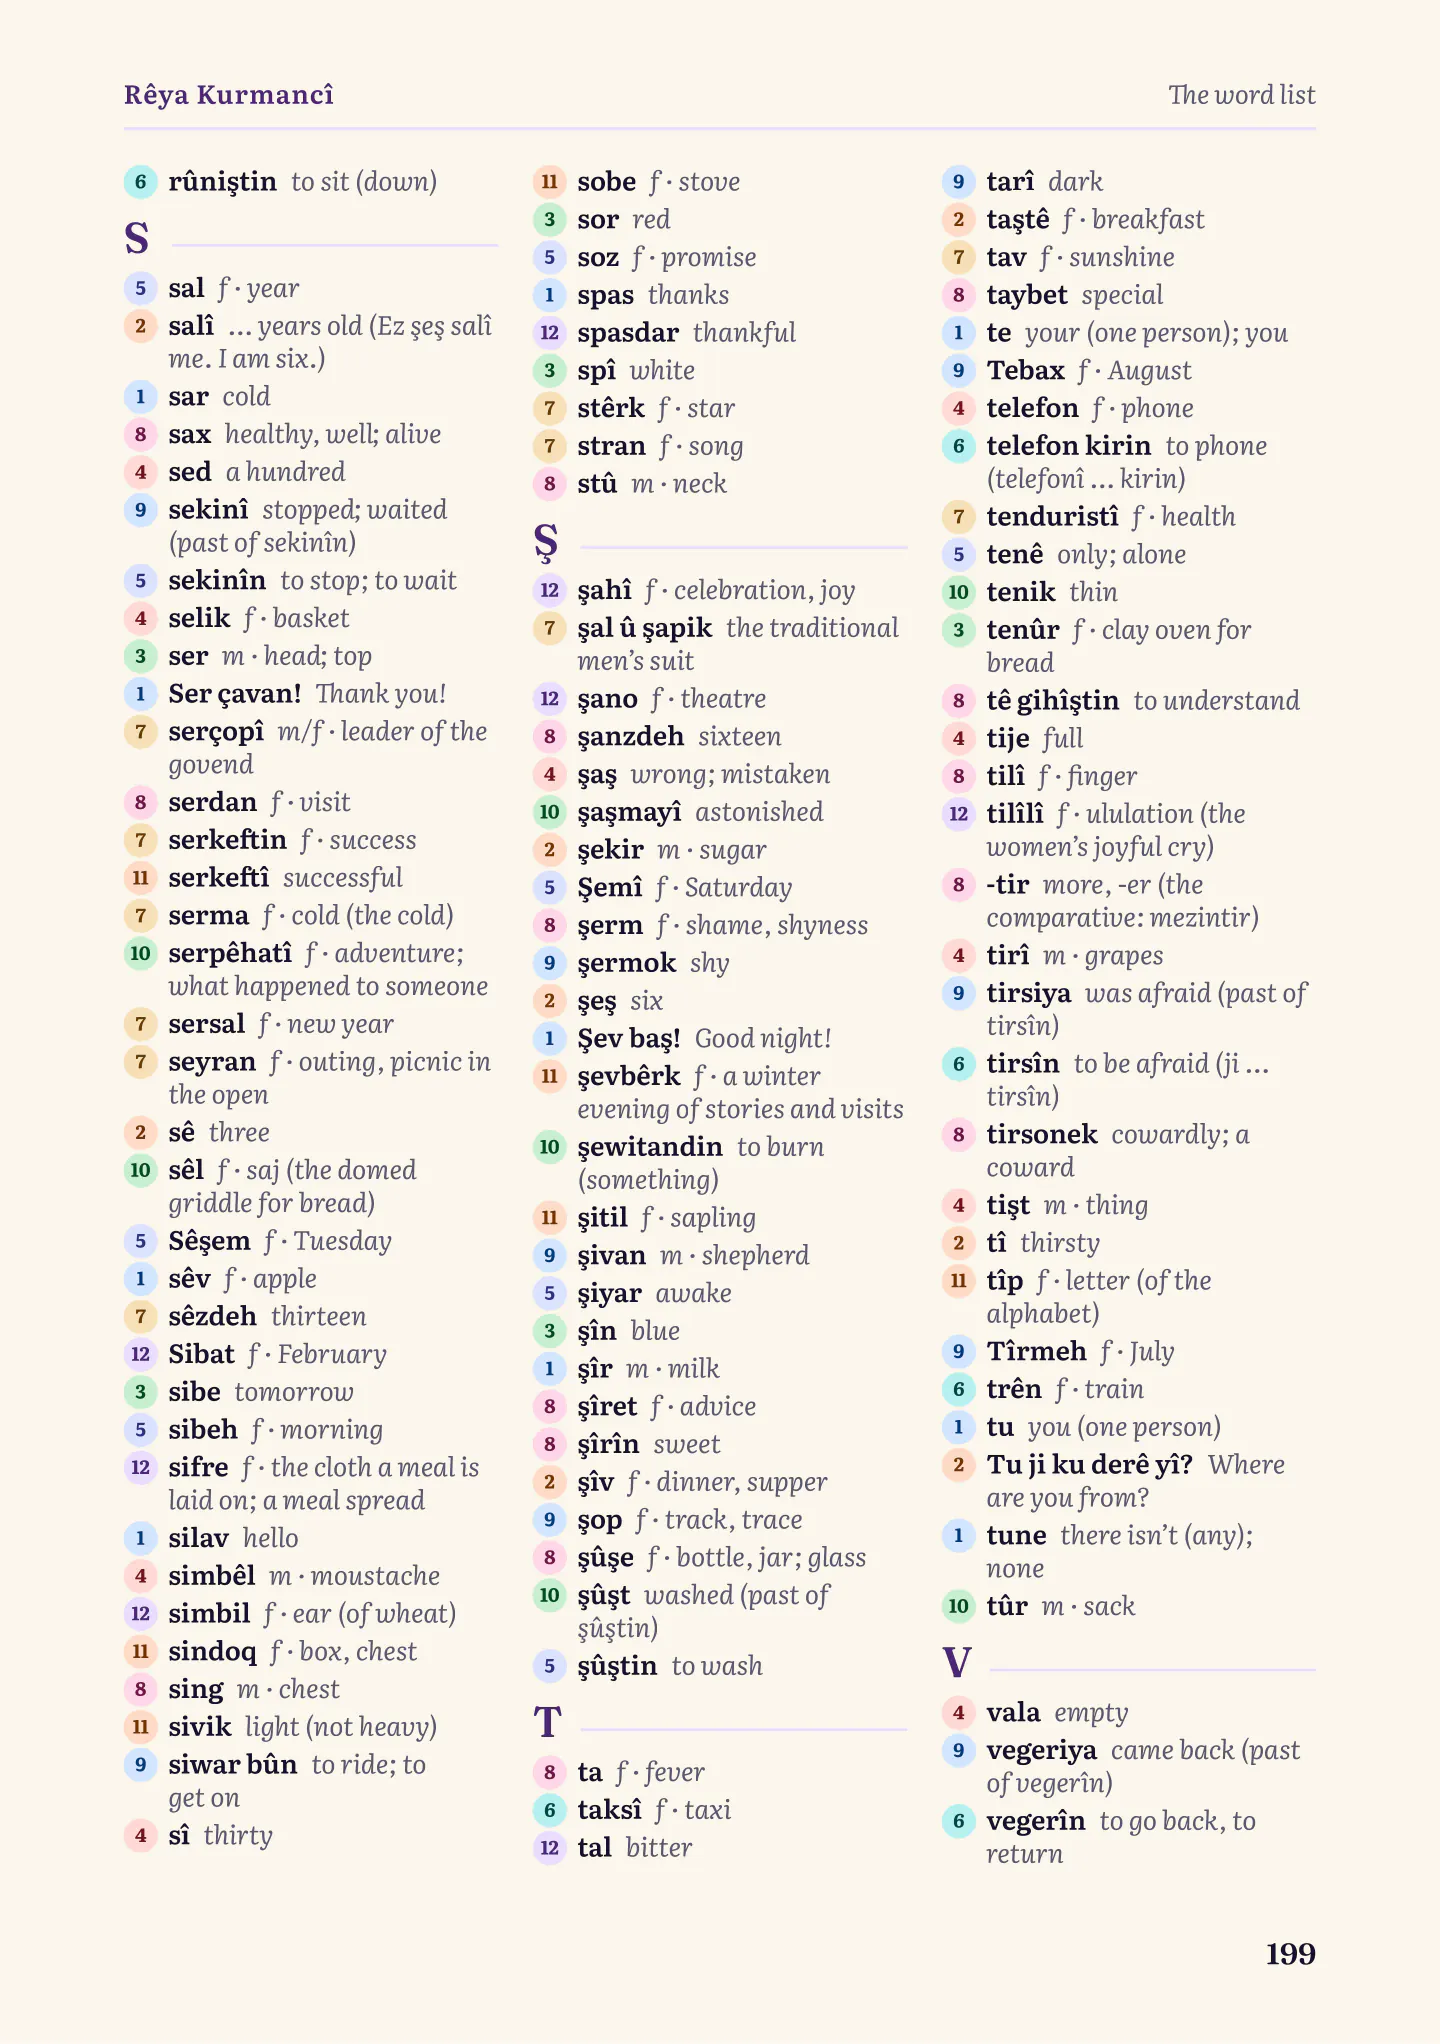 Rêya Kurmancî
The word list
6 rûniştin to sit (down)
S
5 sal f · year
2 salî … years old (Ez şeş salî
me. I am six.)
1 sar cold
8 sax healthy, well; alive
4 sed a hundred
9 sekinî stopped; waited
(past of sekinîn)
5 sekinîn to stop; to wait
4 selik f · basket
3 ser m · head; top
1 Ser çavan! Thank you!
7 serçopî m/f · leader of the
govend
8 serdan f · visit
7 serkeftin f · success
11 serkeftî successful
7 serma f · cold (the cold)
10 serpêhatî f · adventure;
what happened to someone
7 sersal f · new year
7 seyran f · outing, picnic in
the open
2 sê three
10 sêl f · saj (the domed
griddle for bread)
5 Sêşem f · Tuesday
1 sêv f · apple
7 sêzdeh thirteen
12 Sibat f · February
3 sibe tomorrow
5 sibeh f · morning
12 sifre f · the cloth a meal is
laid on; a meal spread
1 silav hello
4 simbêl m · moustache
12 simbil f · ear (of wheat)
11 sindoq f · box, chest
8 sing m · chest
11 sivik light (not heavy)
9 siwar bûn to ride; to
get on
4 sî thirty
11 sobe f · stove
3 sor red
5 soz f · promise
1 spas thanks
12 spasdar thankful
3 spî white
7 stêrk f · star
7 stran f · song
8 stû m · neck
Ş
12 şahî f · celebration, joy
7 şal û şapik the traditional
men’s suit
12 şano f · theatre
8 şanzdeh sixteen
4 şaş wrong; mistaken
10 şaşmayî astonished
2 şekir m · sugar
5 Şemî f · Saturday
8 şerm f · shame, shyness
9 şermok shy
2 şeş six
1 Şev baş! Good night!
11 şevbêrk f · a winter
evening of stories and visits
10 şewitandin to burn
(something)
11 şitil f · sapling
9 şivan m · shepherd
5 şiyar awake
3 şîn blue
1 şîr m · milk
8 şîret f · advice
8 şîrîn sweet
2 şîv f · dinner, supper
9 şop f · track, trace
8 şûşe f · bottle, jar; glass
10 şûşt washed (past of
şûştin)
5 şûştin to wash
T
8 ta f · fever
6 taksî f · taxi
12 tal bitter
9 tarî dark
2 taştê f · breakfast
7 tav f · sunshine
8 taybet special
1 te your (one person); you
9 Tebax f · August
4 telefon f · phone
6 telefon kirin to phone
(telefonî … kirin)
7 tenduristî f · health
5 tenê only; alone
10 tenik thin
3 tenûr f · clay oven for
bread
8 tê gihîştin to understand
4 tije full
8 tilî f · finger
12 tilîlî f · ululation (the
women’s joyful cry)
8 -tir more, -er (the
comparative: mezintir)
4 tirî m · grapes
9 tirsiya was afraid (past of
tirsîn)
6 tirsîn to be afraid (ji …
tirsîn)
8 tirsonek cowardly; a
coward
4 tişt m · thing
2 tî thirsty
11 tîp f · letter (of the
alphabet)
9 Tîrmeh f · July
6 trên f · train
1 tu you (one person)
2 Tu ji ku derê yî? Where
are you from?
1 tune there isn’t (any);
none
10 tûr m · sack
V
4 vala empty
9 vegeriya came back (past
of vegerîn)
6 vegerîn to go back, to
return
199